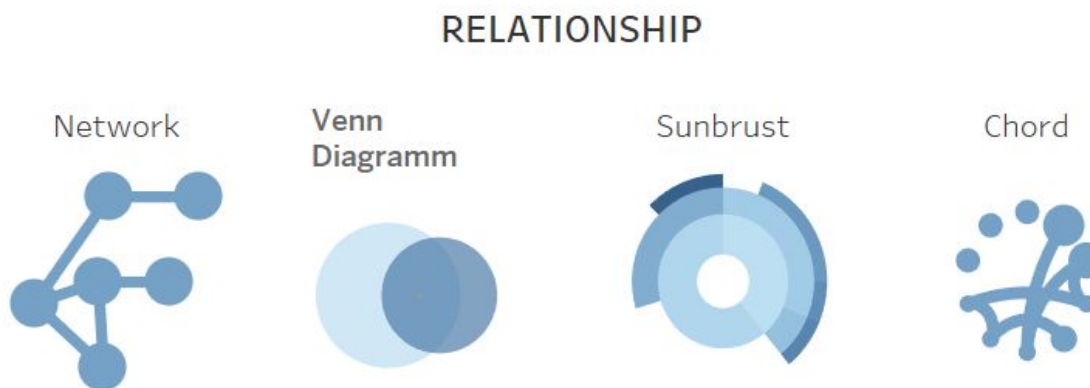 RELATIONSHIP
Network
Venn
Diagramm
Sunbrust
Chord